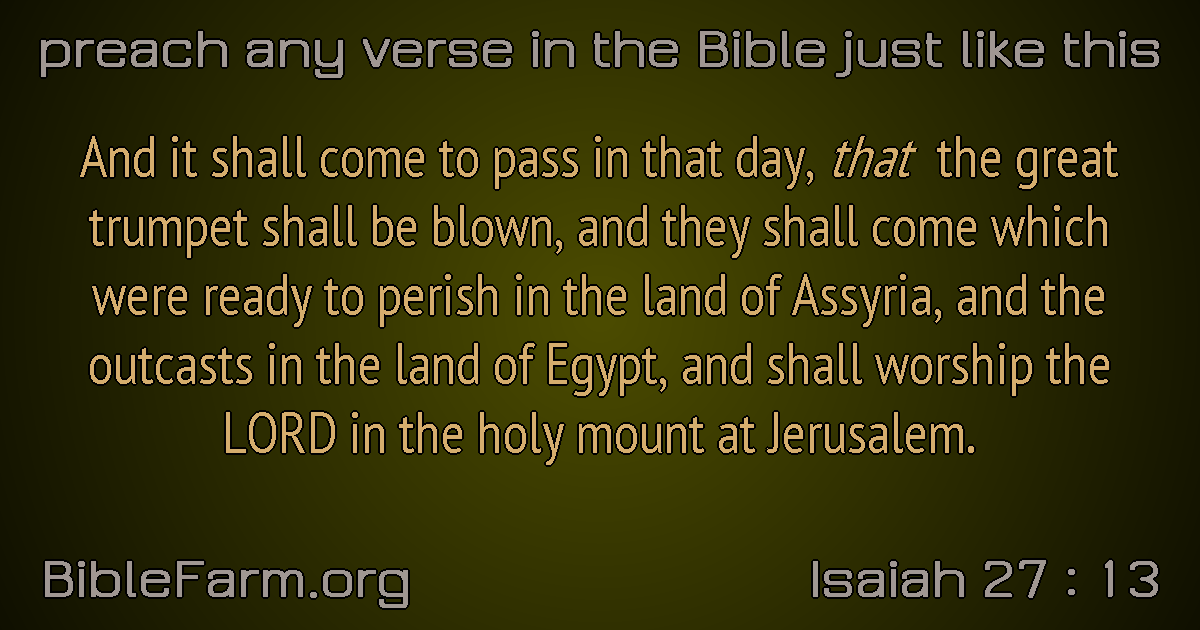 preach any verse in the Bible just like this
And it shall come to pass in that day, that the great
trumpet shall be blown, and they shall come which
were ready to perish in the land of Assyria, and the
outcasts in the land of Egypt, and shall worship the
LORD in the holy mount at Jerusalem.
BibleFarm.org
Isaiah 27 : 13